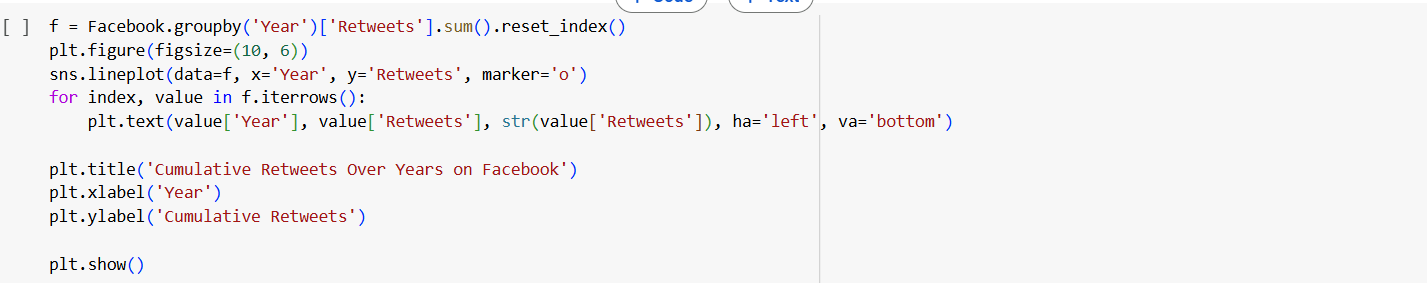 [ ] f = Facebook.groupby('Year')['Retweets'].sum().reset_index()
plt.figure(figsize=(10, 6))
sns.lineplot(data=f, x='Year', y='Retweets', marker='o')
for index, value in f.iterrows():
    plt.text(value['Year'], value['Retweets'], str(value['Retweets']), ha='left', va='bottom')

plt.title('Cumulative Retweets Over Years on Facebook')
plt.xlabel('Year')
plt.ylabel('Cumulative Retweets')

plt.show()